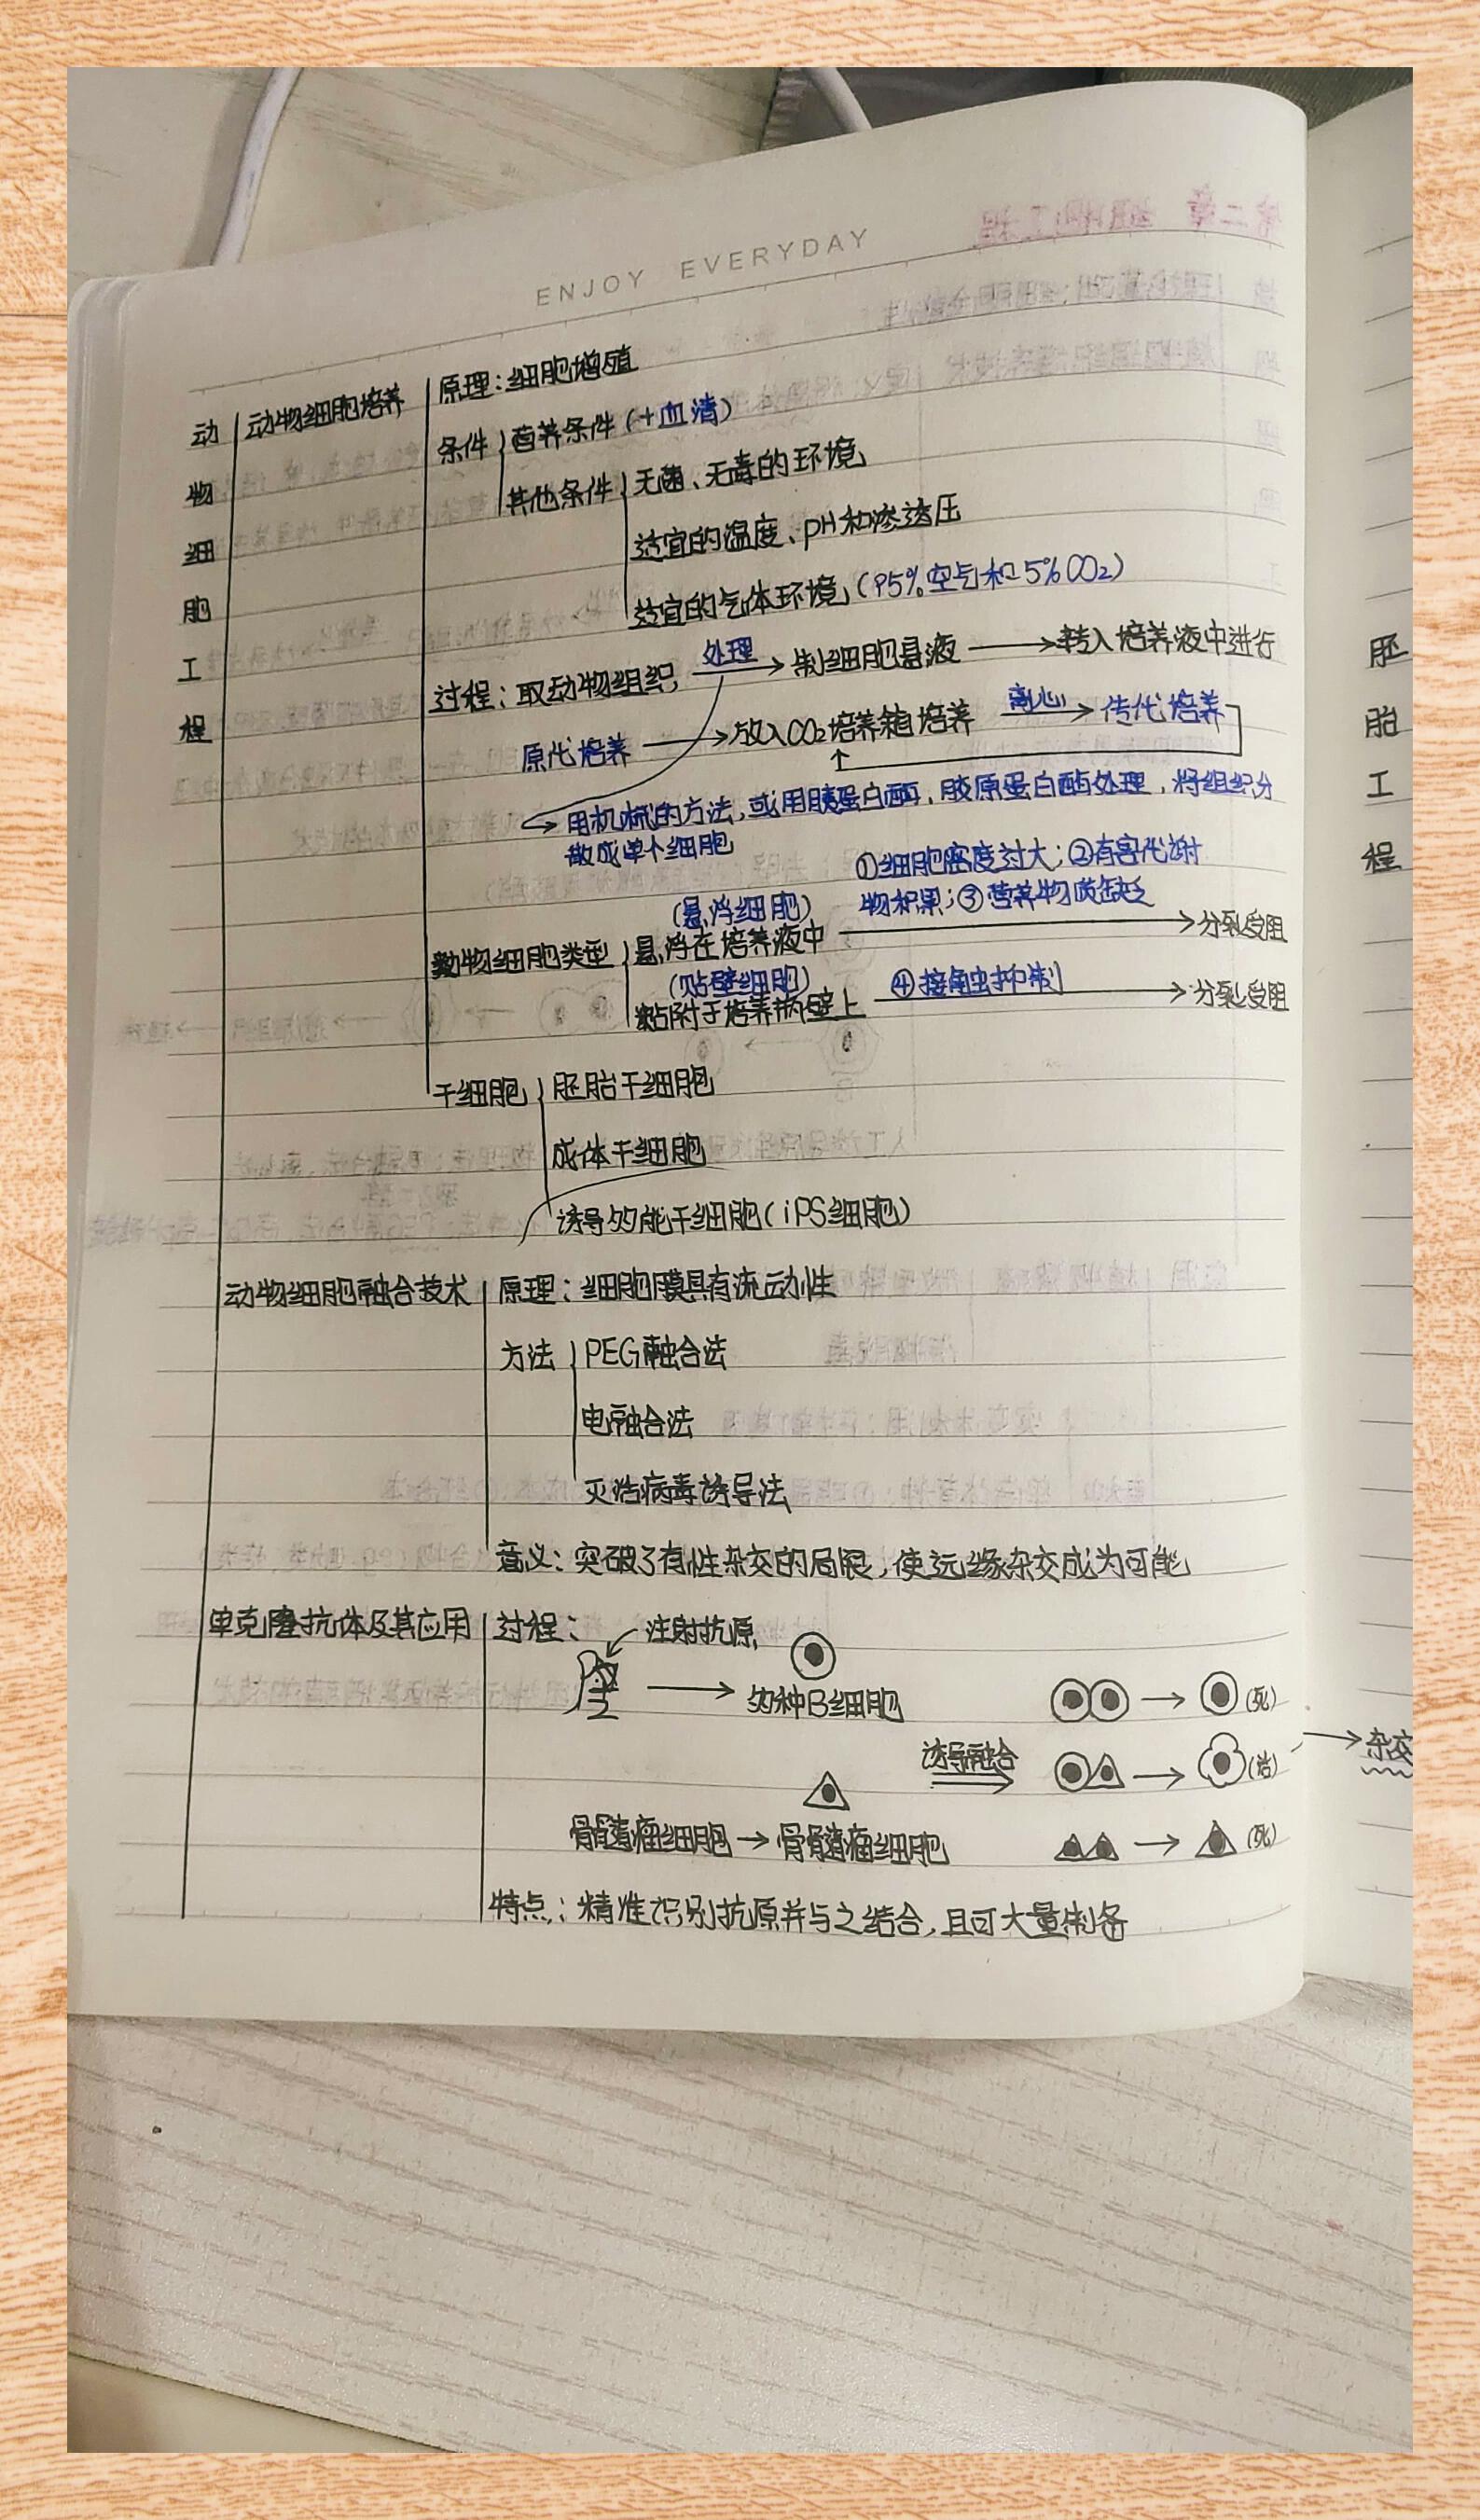 ENJOY EVERYDAY
动物细胞工程
动物细胞培养
原理：细胞增殖
条件
营养条件（+血清）
其他条件
无菌、无毒的环境
适宜的温度、pH和渗透压
适宜的气体环境（95%空气和5%CO₂）
过程：取动物组织 处理 制细胞悬液 转入培养液中进行
原代培养 放入CO₂培养箱培养 离心 传代培养
用机械的方法，或用胰蛋白酶、胶原蛋白酶处理，将组织分
散成单个细胞
动物细胞类型
（悬浮细胞）
悬浮在培养液中
①细胞密度过大；②有害代谢
物积累；③营养物质缺乏
分裂受阻
（贴壁细胞）
粘附于培养瓶壁上
④接触抑制
分裂受阻
干细胞
胚胎干细胞
成体干细胞
诱导多能干细胞（iPS细胞）
动物细胞融合技术
原理：细胞膜具有流动性
方法
PEG融合法
电融合法
灭活病毒诱导法
意义：突破了有性杂交的局限，使远缘杂交成为可能
单克隆抗体及其应用
过程：
注射抗原
多种B细胞
（死）
诱导融合
（活）
杂交
骨髓瘤细胞→骨髓瘤细胞
（死）
特点：精准识别抗原并与之结合，且可大量制备
胚胎工程